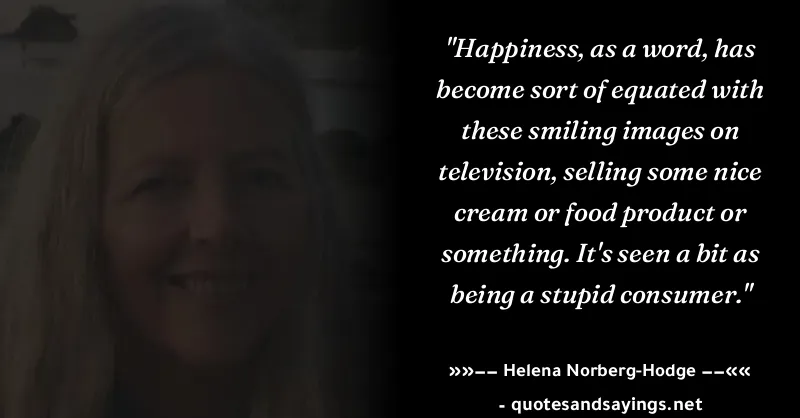 "Happiness, as a word, has
become sort of equated with
these smiling images on
television, selling some nice
cream or food product or
something. It's seen a bit as
being a stupid consumer."
»»−− Helena Norberg-Hodge −−««
- quotesandsayings.net